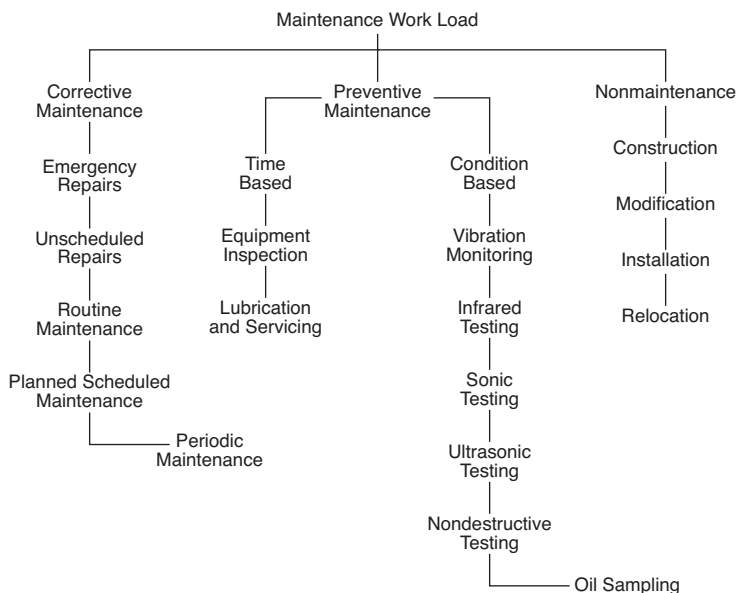 Maintenance Work Load
Corrective
Maintenance
Preventive
Maintenance
Nonmaintenance
Emergency
Repairs
Time
Based
Condition
Based
Construction
Unscheduled
Repairs
Equipment
Inspection
Vibration
Monitoring
Modification
Installation
Routine
Maintenance
Lubrication
and Servicing
Infrared
Testing
Relocation
Planned Scheduled
Maintenance
Sonic
Testing
Periodic
Maintenance
Ultrasonic
Testing
Nondestructive
Testing
Oil Sampling